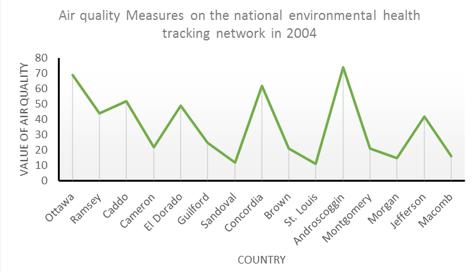 Air quality Measures on the national environmental health
tracking network in 2004
VALUE OF AIR QUALITY
80
70
60
50
40
30
20
10
0
Ottawa
Ramsey
Caddo
Cameron
El Dorado
Guilford
Sandoval
Concordia
Brown
St. Louis
Androscoggin
Montgomery
Morgan
Jefferson
Macomb
COUNTRY